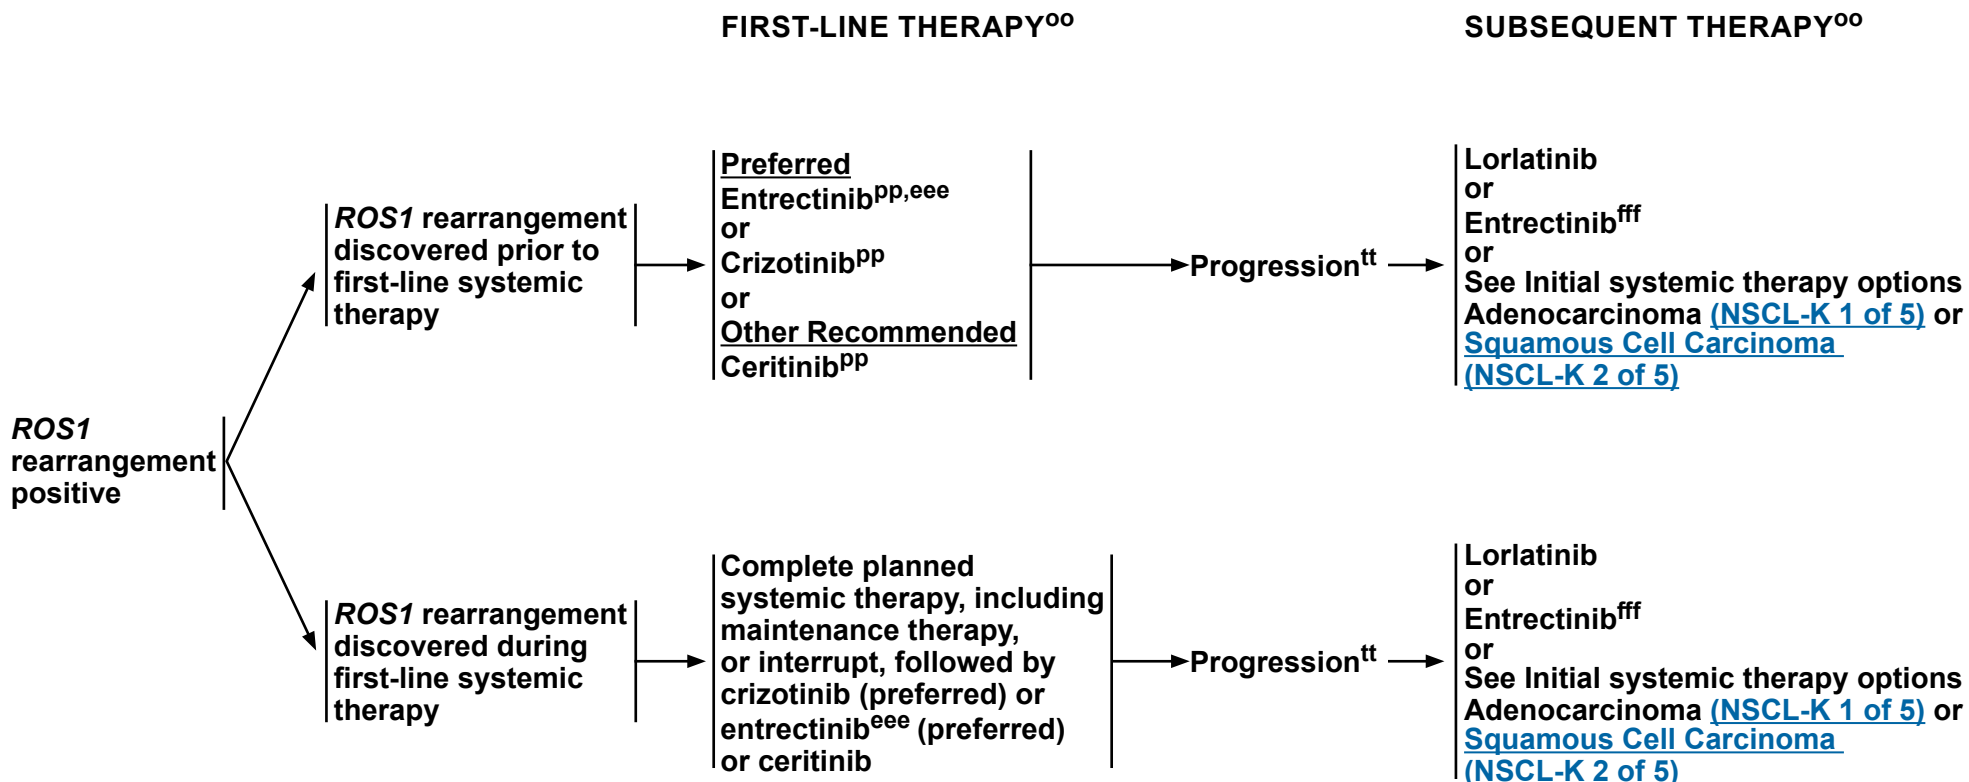 FIRST-LINE THERAPYoo
SUBSEQUENT THERAPYoo
ROS1
rearrangement
positive
ROS1 rearrangement
discovered prior to
first-line systemic
therapy
Preferred
Entrectinibpp,eee
or
Crizotinibpp
or
Other Recommended
Ceritinibpp
Progressiontt
Lorlatinib
or
Entrectinibfff
or
See Initial systemic therapy options
Adenocarcinoma (NSCL-K 1 of 5) or
Squamous Cell Carcinoma
(NSCL-K 2 of 5)
ROS1 rearrangement
discovered during
first-line systemic
therapy
Complete planned
systemic therapy, including
maintenance therapy,
or interrupt, followed by
crizotinib (preferred) or
entrectinibeee (preferred)
or ceritinib
Progressiontt
Lorlatinib
or
Entrectinibfff
or
See Initial systemic therapy options
Adenocarcinoma (NSCL-K 1 of 5) or
Squamous Cell Carcinoma
(NSCL-K 2 of 5)